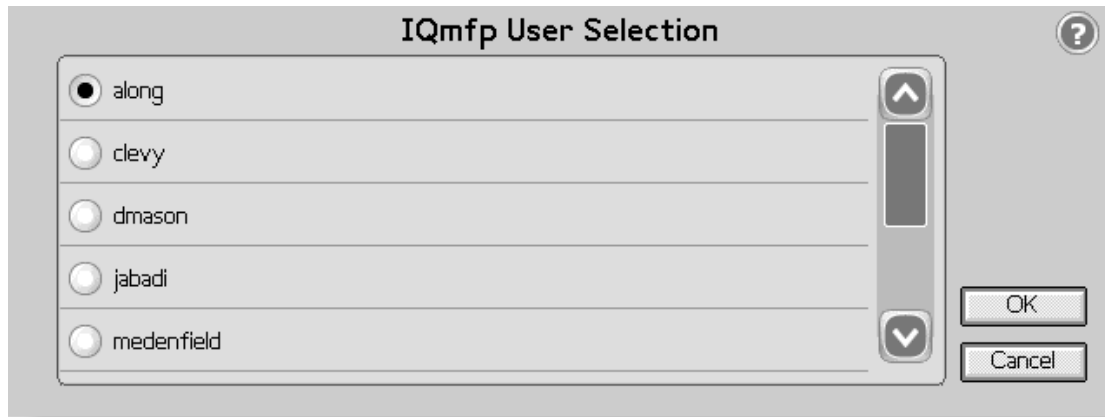 IQmfp User Selection
?
along
clevy
dmason
jabadi
medenfield
OK
Cancel